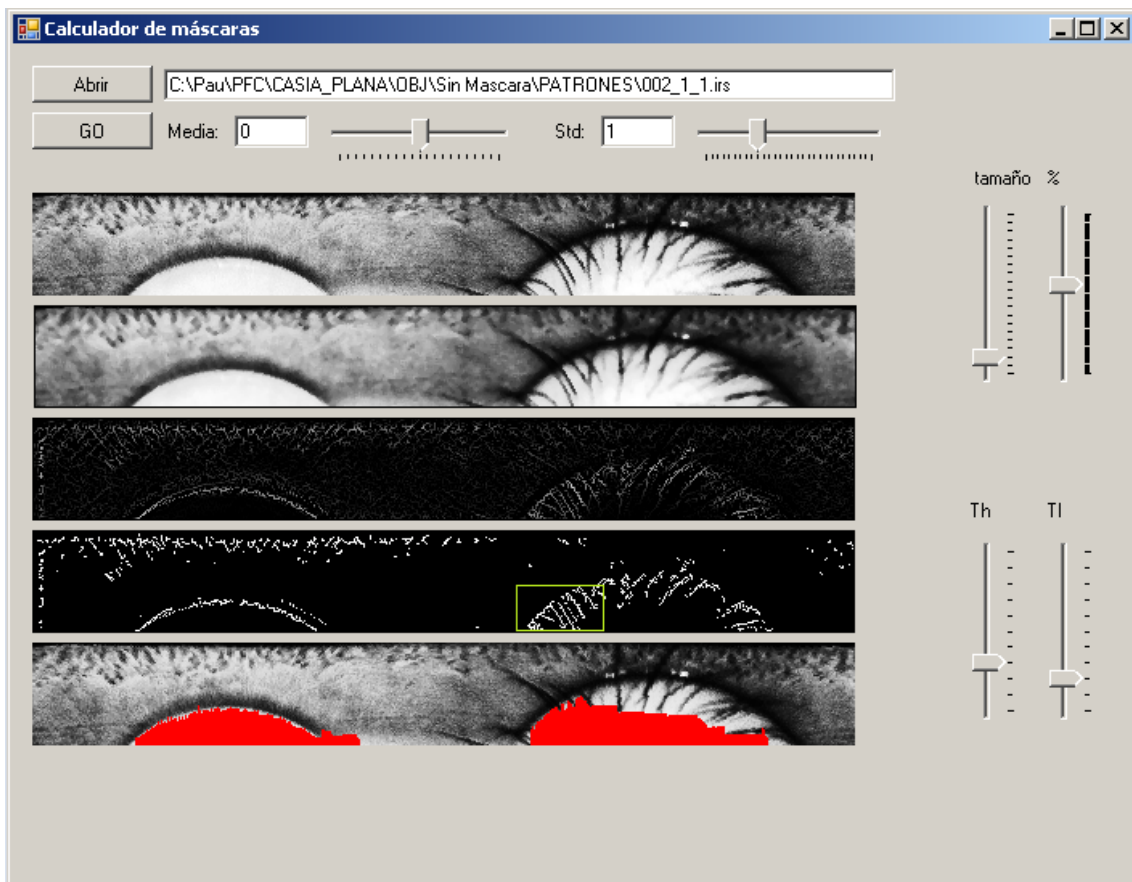 Calculador de máscaras
Abrir C:\Pau\PFC\CASIA_PLANA\OBJ\Sin Mascara\PATRONES\002_1_1.irs
GO Media: 0 Std: 1
tamaño %
Th Tl